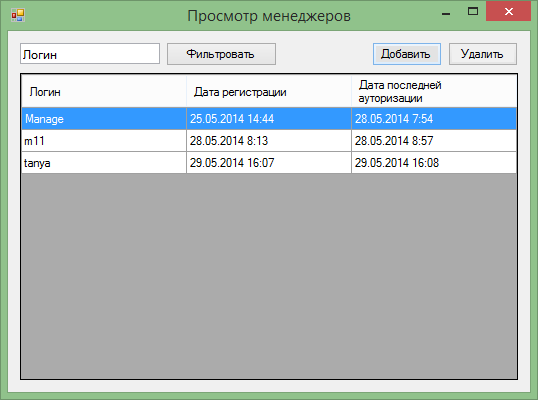 Просмотр менеджеров
Логин Фильтровать Добавить Удалить
Логин Дата регистрации Дата последней ауторизации
Manage 25.05.2014 14:44 28.05.2014 7:54
m11 28.05.2014 8:13 28.05.2014 8:57
tanya 29.05.2014 16:07 29.05.2014 16:08